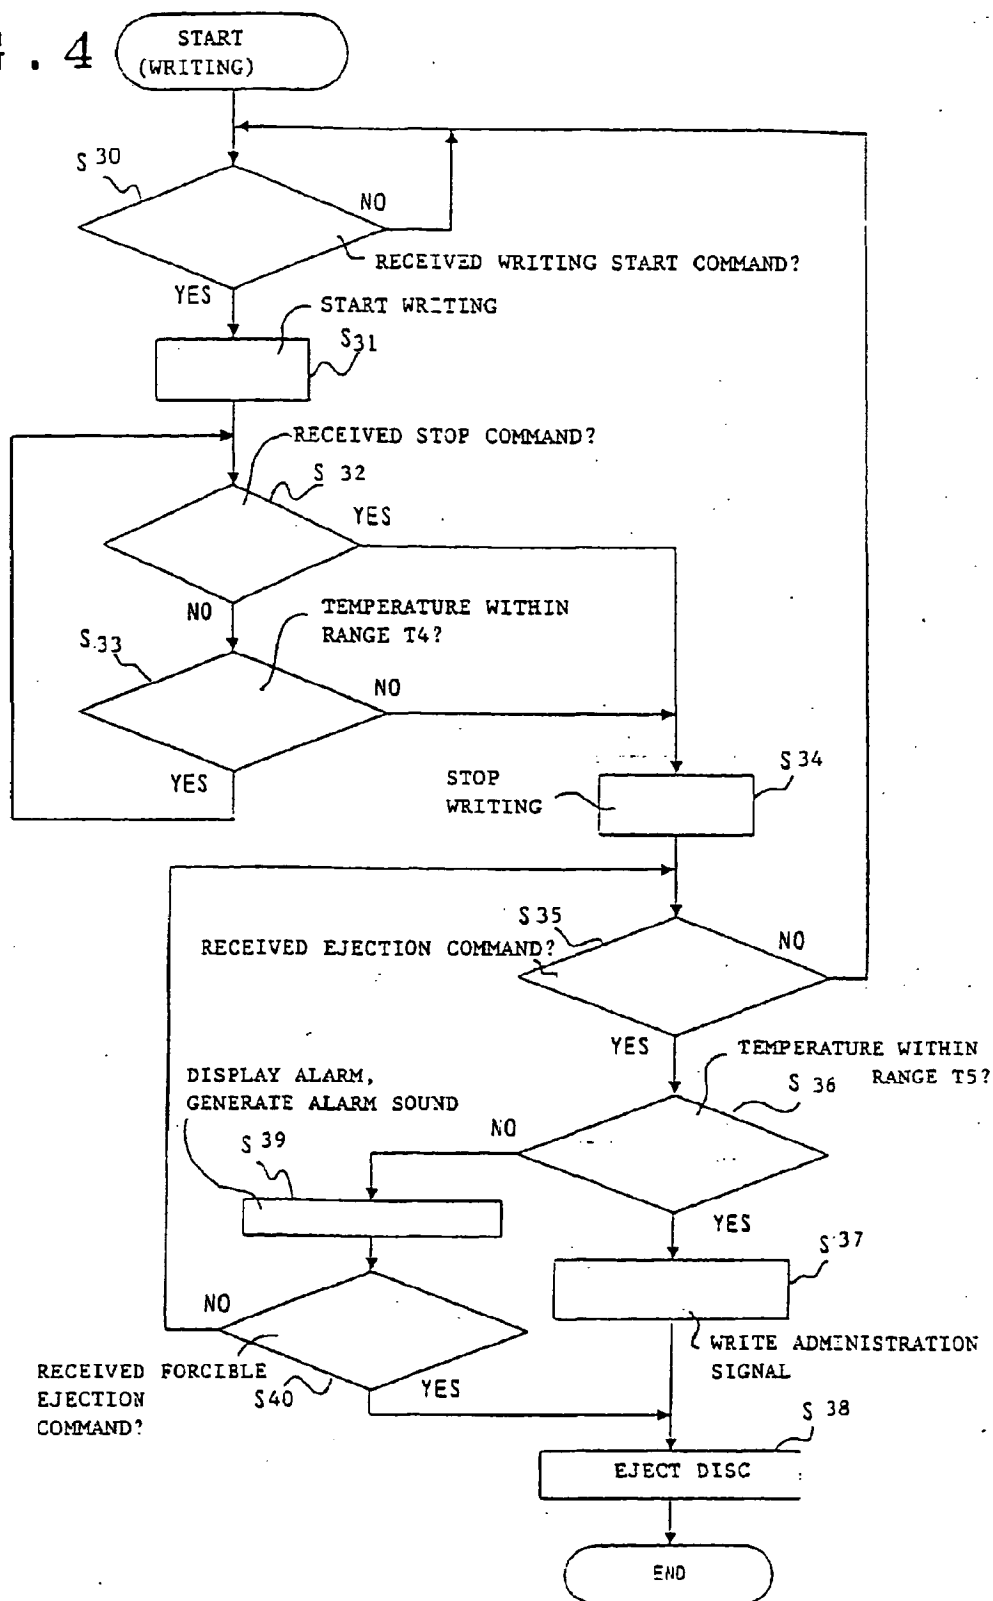 . 4
START
(WRITING)
S 30
NO
RECEIVED WRITING START COMMAND?
YES
START WRITING
S31
RECEIVED STOP COMMAND?
S 32
YES
NO
TEMPERATURE WITHIN
RANGE T4?
S.33
NO
YES
STOP
WRITING
S 34
S 35
RECEIVED EJECTION COMMAND?
NO
YES
TEMPERATURE WITHIN
RANGE T5?
S 36
DISPLAY ALARM,
GENERATE ALARM SOUND
NO
S 39
YES
S 37
NO
WRITE ADMINISTRATION
SIGNAL
RECEIVED FORCIBLE
EJECTION
COMMAND?
S40
YES
S 38
EJECT DISC
END